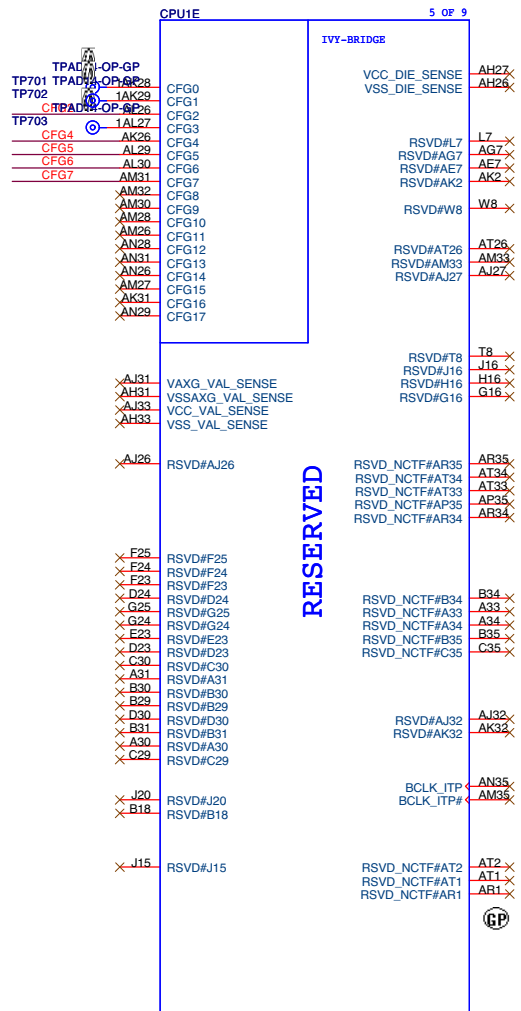 CPU1E 5 OF 9
IVY-BRIDGE
TP701
TP702
TP703
1 AK28 CFG0
1 AK29 CFG1
AL26 CFG2
1 AL27 CFG3
CFG4 AK26 CFG4
CFG5 AL29 CFG5
CFG6 AL30 CFG6
CFG7 AM31 CFG7
AM32 CFG8
AM30 CFG9
AM28 CFG10
AM26 CFG11
AN28 CFG12
AN31 CFG13
AN26 CFG14
AM27 CFG15
AK31 CFG16
AN29 CFG17
AJ31 VAXG_VAL_SENSE
AH31 VSSAXG_VAL_SENSE
AJ33 VCC_VAL_SENSE
AH33 VSS_VAL_SENSE
AJ26 RSVD#AJ26
F25 RSVD#F25
F24 RSVD#F24
F23 RSVD#F23
D24 RSVD#D24
G25 RSVD#G25
G24 RSVD#G24
E23 RSVD#E23
D23 RSVD#D23
C30 RSVD#C30
A31 RSVD#A31
B30 RSVD#B30
B29 RSVD#B29
D30 RSVD#D30
B31 RSVD#B31
A30 RSVD#A30
C29 RSVD#C29
J20 RSVD#J20
B18 RSVD#B18
J15 RSVD#J15
RESERVED
VCC_DIE_SENSE AH27
VSS_DIE_SENSE AH26
RSVD#L7 L7
RSVD#AG7 AG7
RSVD#AE7 AE7
RSVD#AK2 AK2
RSVD#W8 W8
RSVD#AT26 AT26
RSVD#AM33 AM33
RSVD#AJ27 AJ27
RSVD#T8 T8
RSVD#J16 J16
RSVD#H16 H16
RSVD#G16 G16
RSVD_NCTF#AR35 AR35
RSVD_NCTF#AT34 AT34
RSVD_NCTF#AT33 AT33
RSVD_NCTF#AP35 AP35
RSVD_NCTF#AR34 AR34
RSVD_NCTF#B34 B34
RSVD_NCTF#A33 A33
RSVD_NCTF#A34 A34
RSVD_NCTF#B35 B35
RSVD_NCTF#C35 C35
RSVD#AJ32 AJ32
RSVD#AK32 AK32
BCLK_ITP AN35
BCLK_ITP# AM35
RSVD_NCTF#AT2 AT2
RSVD_NCTF#AT1 AT1
RSVD_NCTF#AR1 AR1
GP